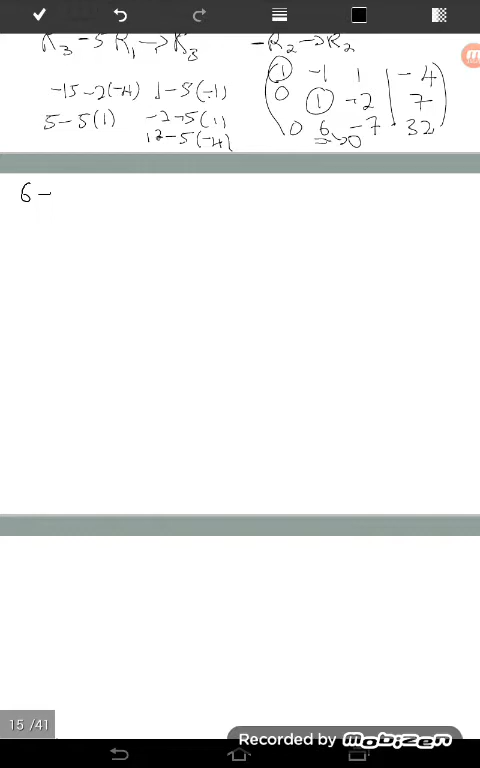 R₃ - 5 R₁ → R₃   -R₂ → R₂
-15 - 2(-4)   1 - 5(-1)   1 -1 1 | -4
5 - 5(1)   -2 - 5(1)   0 1 -2 | 7
12 - 5(-4)   0 6 -7 32
→ 0
6 -
15 /41
Recorded by mobizen